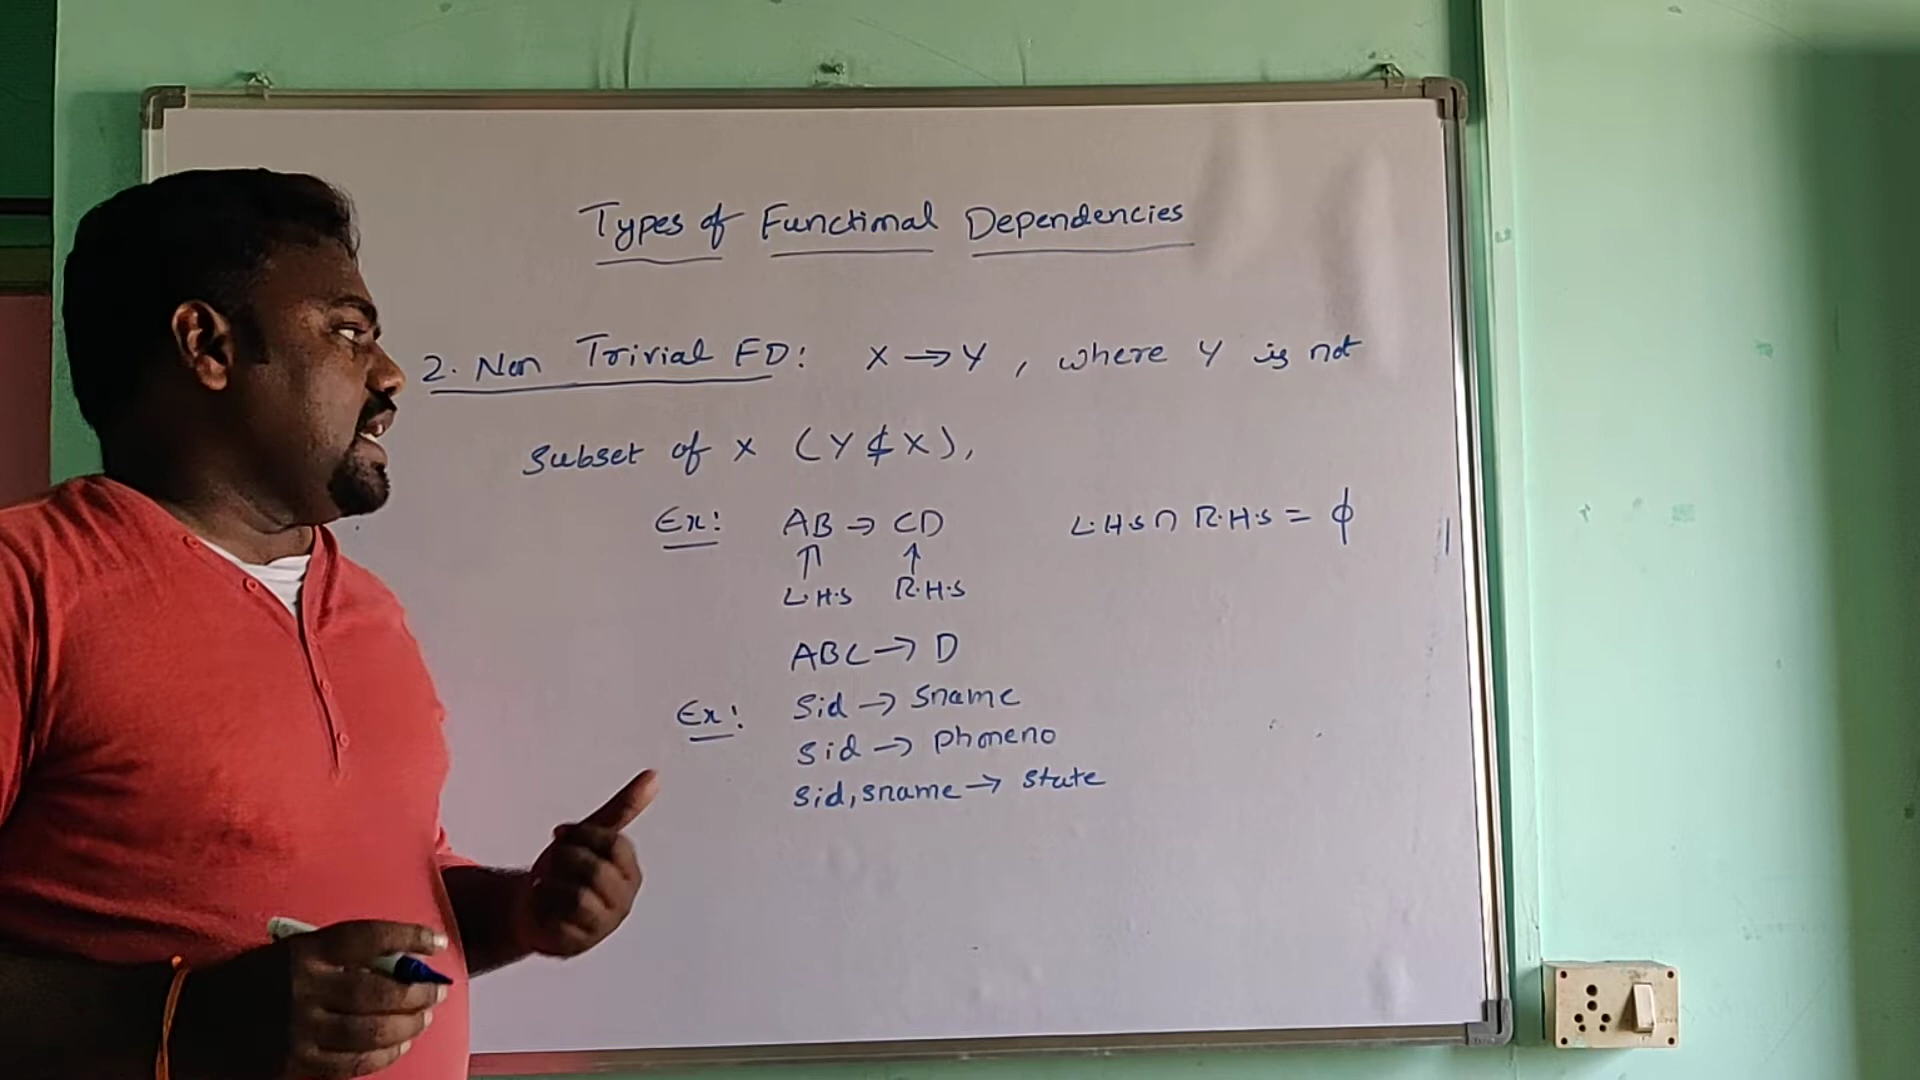 Types of Functional Dependencies
2. Non Trivial FD: X → Y , where Y is not
subset of X (Y ⊄ X),
Ex: AB → CD L.H.S ∩ R.H.S = ϕ
L.H.S R.H.S
ABC → D
Ex: Sid → Sname
Sid → Phoneno
Sid, Sname → State